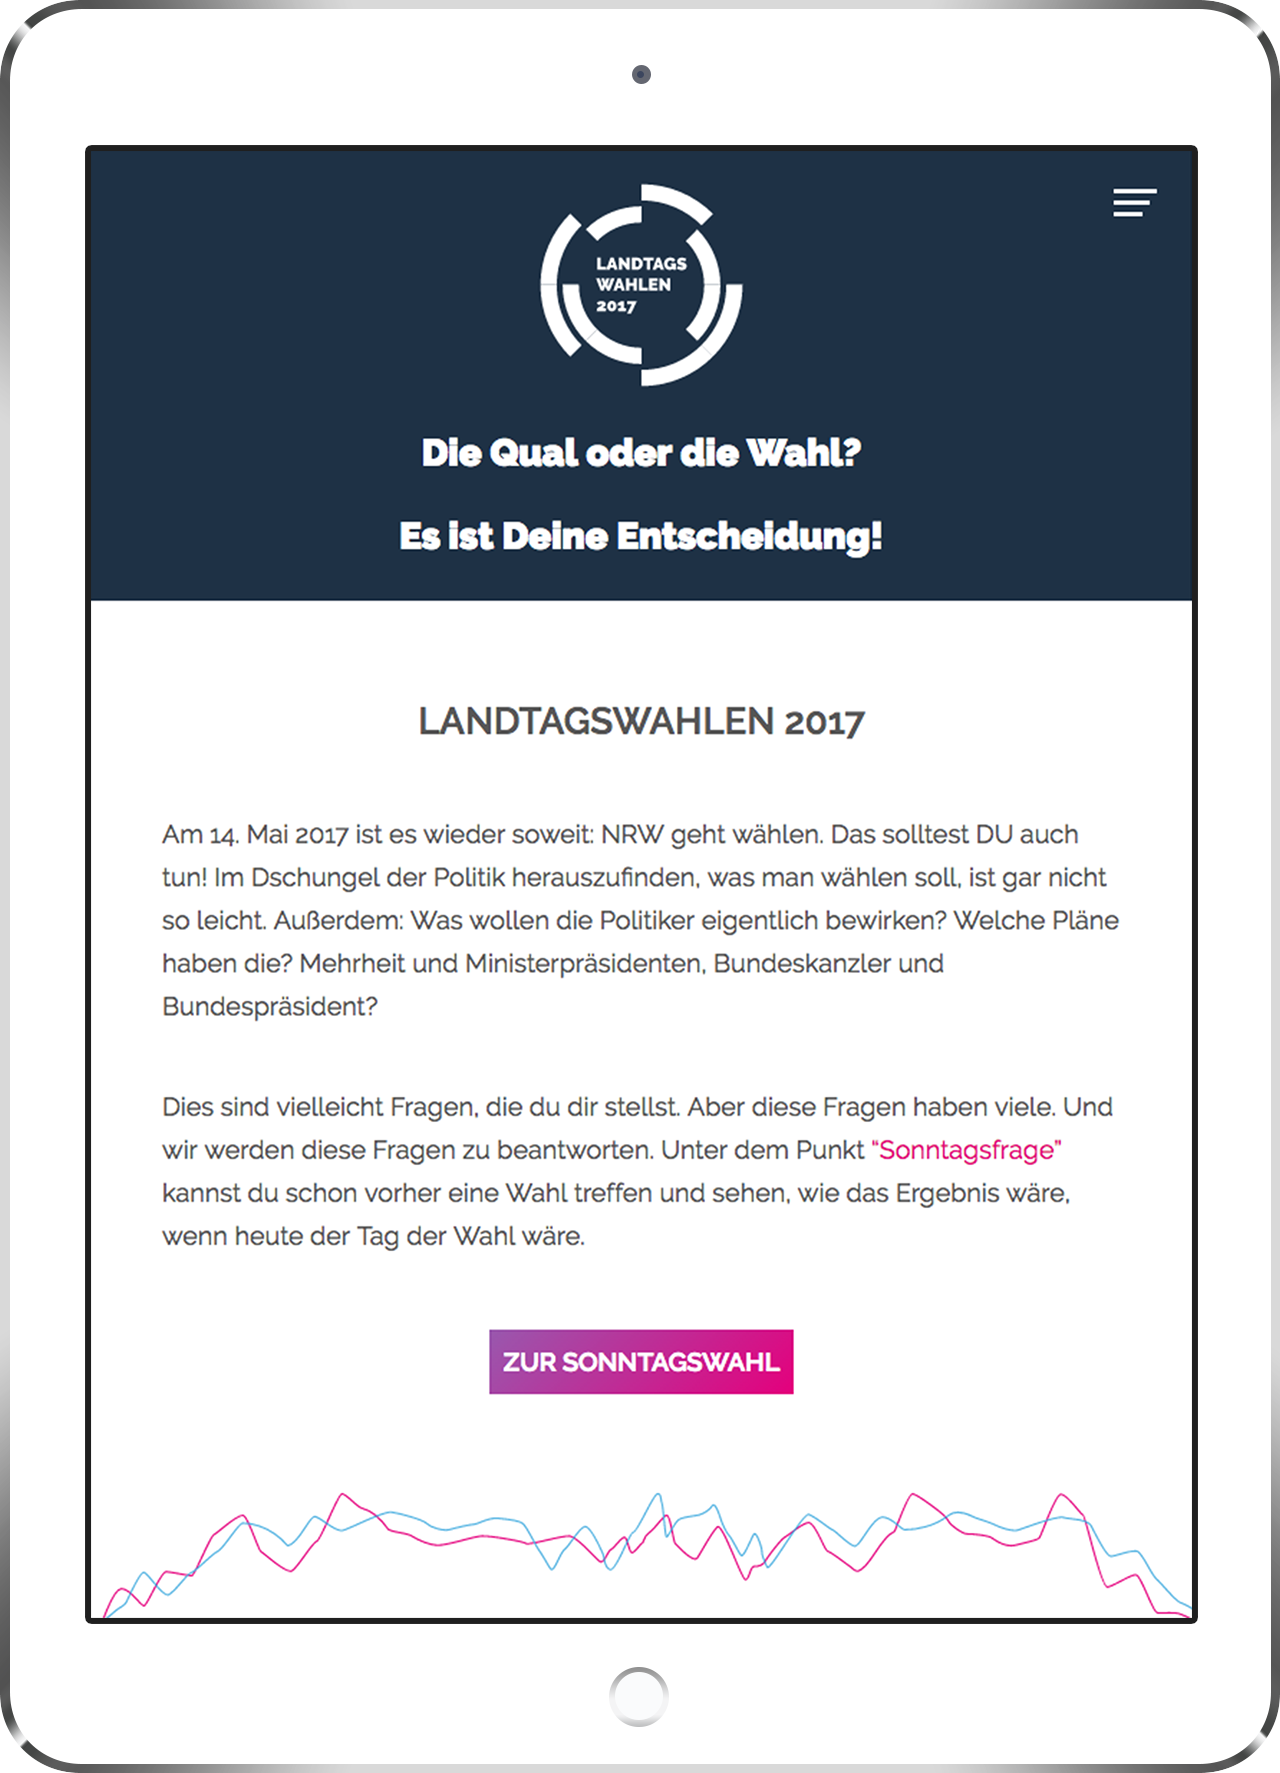 LANDTAGS
WAHLEN
2017
Die Qual oder die Wahl?
Es ist Deine Entscheidung!
LANDTAGSWAHLEN 2017
Am 14. Mai 2017 ist es wieder soweit: NRW geht wählen. Das solltest DU auch
tun! Im Dschungel der Politik herauszufinden, was man wählen soll, ist gar nicht
so leicht. Außerdem: Was wollen die Politiker eigentlich bewirken? Welche Pläne
haben die? Mehrheit und Ministerpräsidenten, Bundeskanzler und
Bundespräsident?
Dies sind vielleicht Fragen, die du dir stellst. Aber diese Fragen haben viele. Und
wir werden diese Fragen zu beantworten. Unter dem Punkt “Sonntagsfrage”
kannst du schon vorher eine Wahl treffen und sehen, wie das Ergebnis wäre,
wenn heute der Tag der Wahl wäre.
ZUR SONNTAGSWAHL